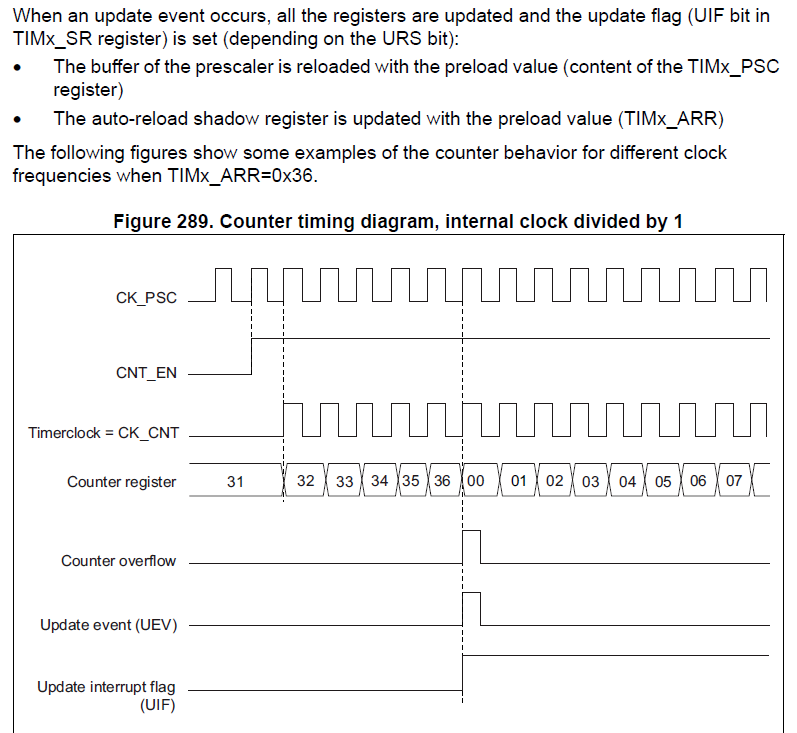 When an update event occurs, all the registers are updated and the update flag (UIF bit in
TIMx_SR register) is set (depending on the URS bit):
• The buffer of the prescaler is reloaded with the preload value (content of the TIMx_PSC
register)
• The auto-reload shadow register is updated with the preload value (TIMx_ARR)
The following figures show some examples of the counter behavior for different clock
frequencies when TIMx_ARR=0x36.
Figure 289. Counter timing diagram, internal clock divided by 1
CK_PSC
CNT_EN
Timerclock = CK_CNT
Counter register 31 32 33 34 35 36 00 01 02 03 04 05 06 07
Counter overflow
Update event (UEV)
Update interrupt flag
(UIF)